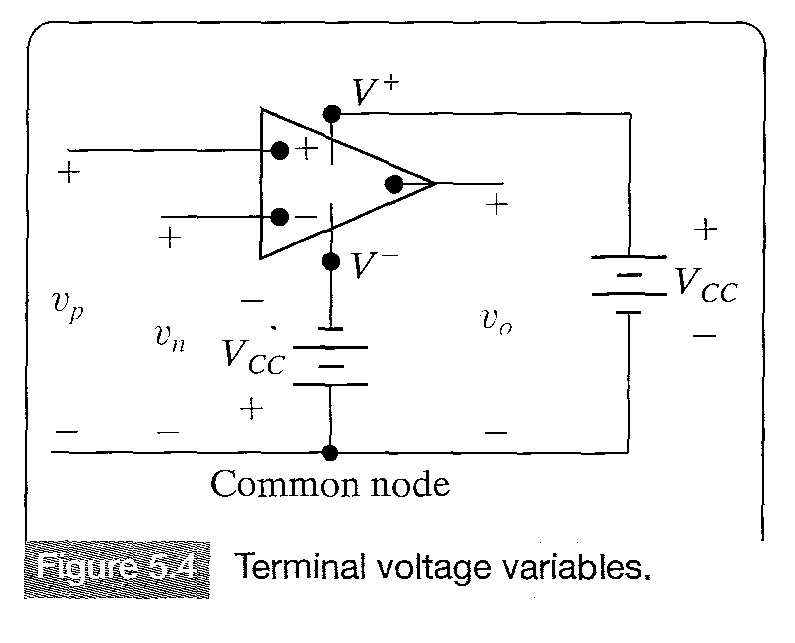 V⁺
+ +
−
+ + +
V⁻
+
− V_CC
v_p v_n v_o
V_CC −
+
− − −
Common node
Figure 5.4 Terminal voltage variables.